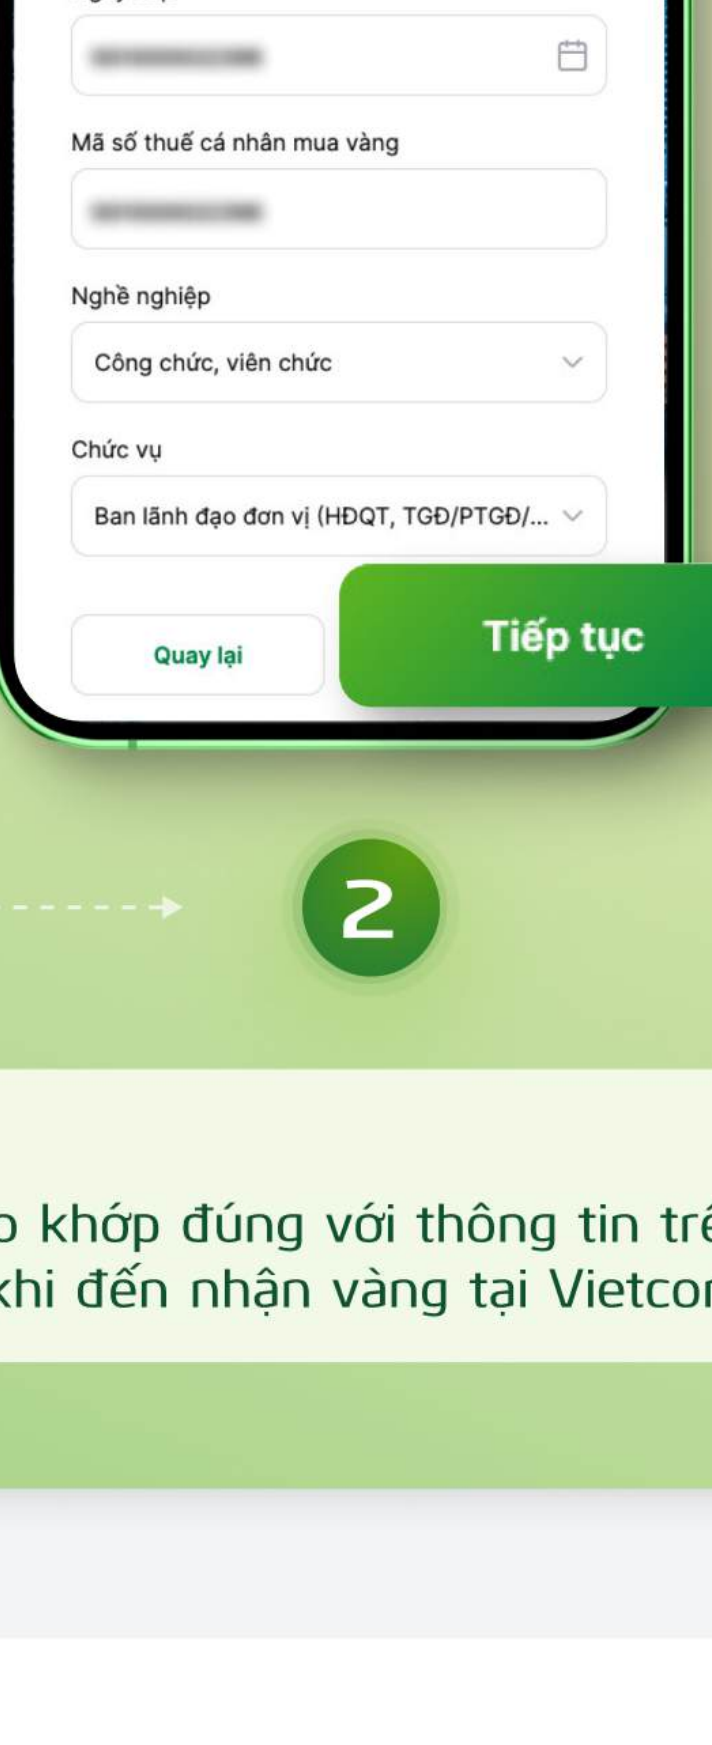 Mã số thuế cá nhân mua vàng
Nghề nghiệp
Công chức, viên chức
Chức vụ
Ban lãnh đạo đơn vị (HĐQT, TGĐ/PTGĐ/...
Quay lại
Tiếp tục
2
khớp đúng với thông tin
khi đến nhận vàng tại